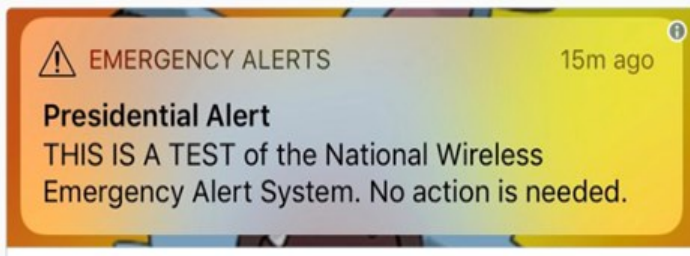 EMERGENCY ALERTS 15m ago
Presidential Alert
THIS IS A TEST of the National Wireless
Emergency Alert System. No action is needed.